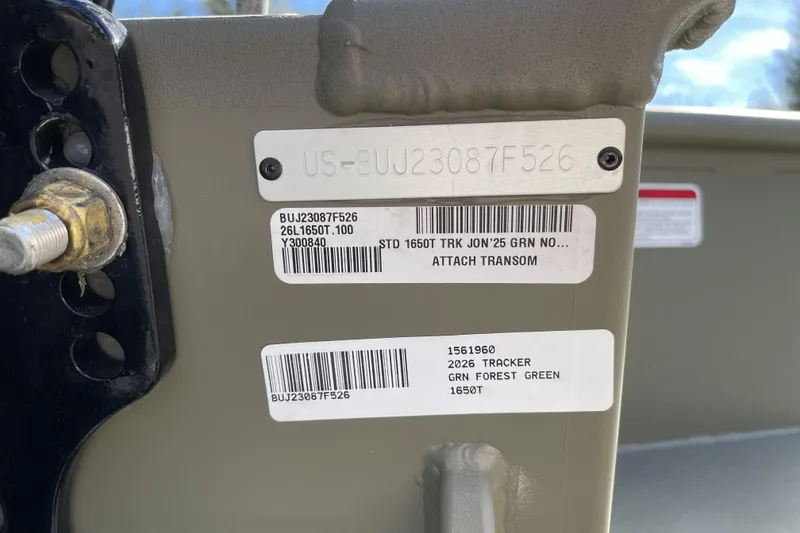 US-BUJ23087F526
BUJ23087F526
26L1650T.100
Y300840
STD 1650T TRK JON'25 GRN NO...
ATTACH TRANSOM
1561960
2026 TRACKER
GRN FOREST GREEN
1650T
BUJ23087F526